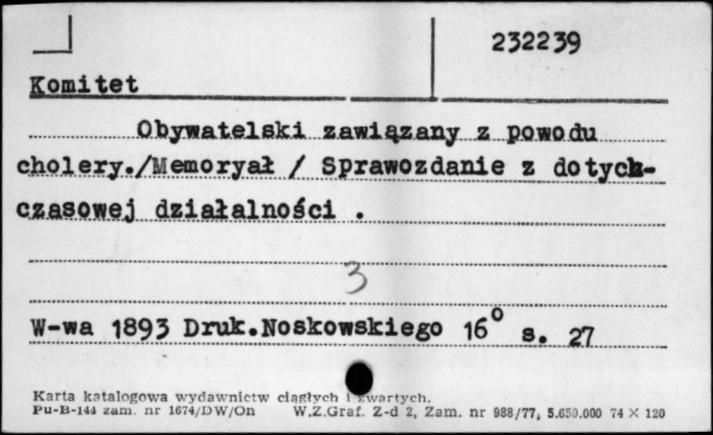 232239
Komitet
Obywatelski zawiązany z powodu
cholery./Memoryał / Sprawozdanie z dotych-
czasowej działalności .
3
W-wa 1893 Druk.Noskowskiego 16° s. 27
Karta katalogowa wydawnictw ciągłych i zwartych.
Pu-B-144 zam. nr 1674/DW/On W.Z.Graf. Z-d 2, Zam. nr 988/77, 5.650.000 74 X 120